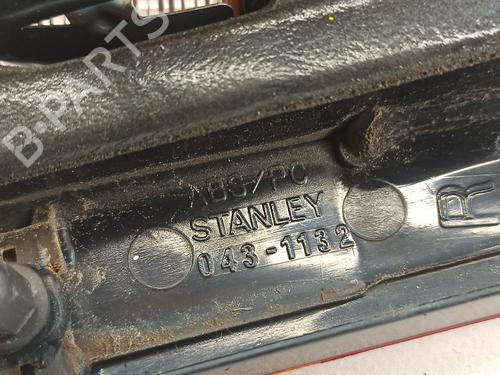 B-PARTS
ABS/PC
STANLEY
043-1132
R